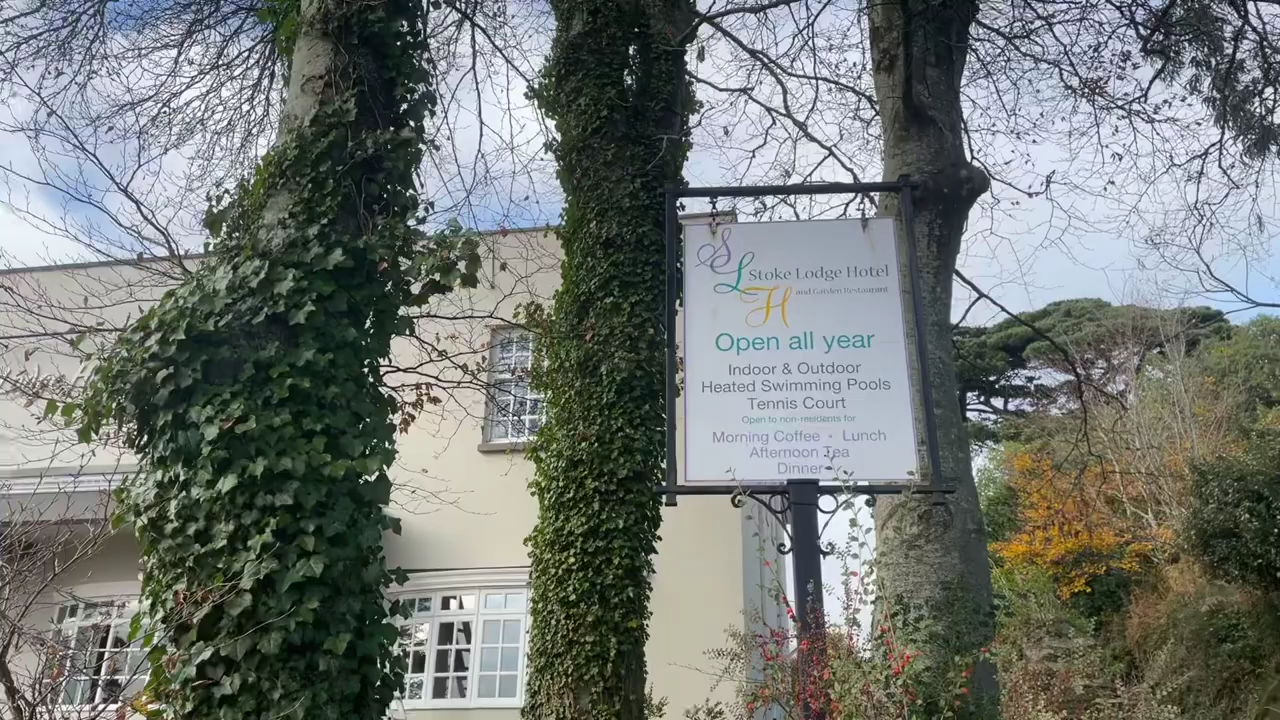 SLH
Stoke Lodge Hotel
and Garden Restaurant
Open all year
Indoor & Outdoor
Heated Swimming Pools
Tennis Court
Open to non-residents for
Morning Coffee • Lunch
Afternoon Tea
Dinner